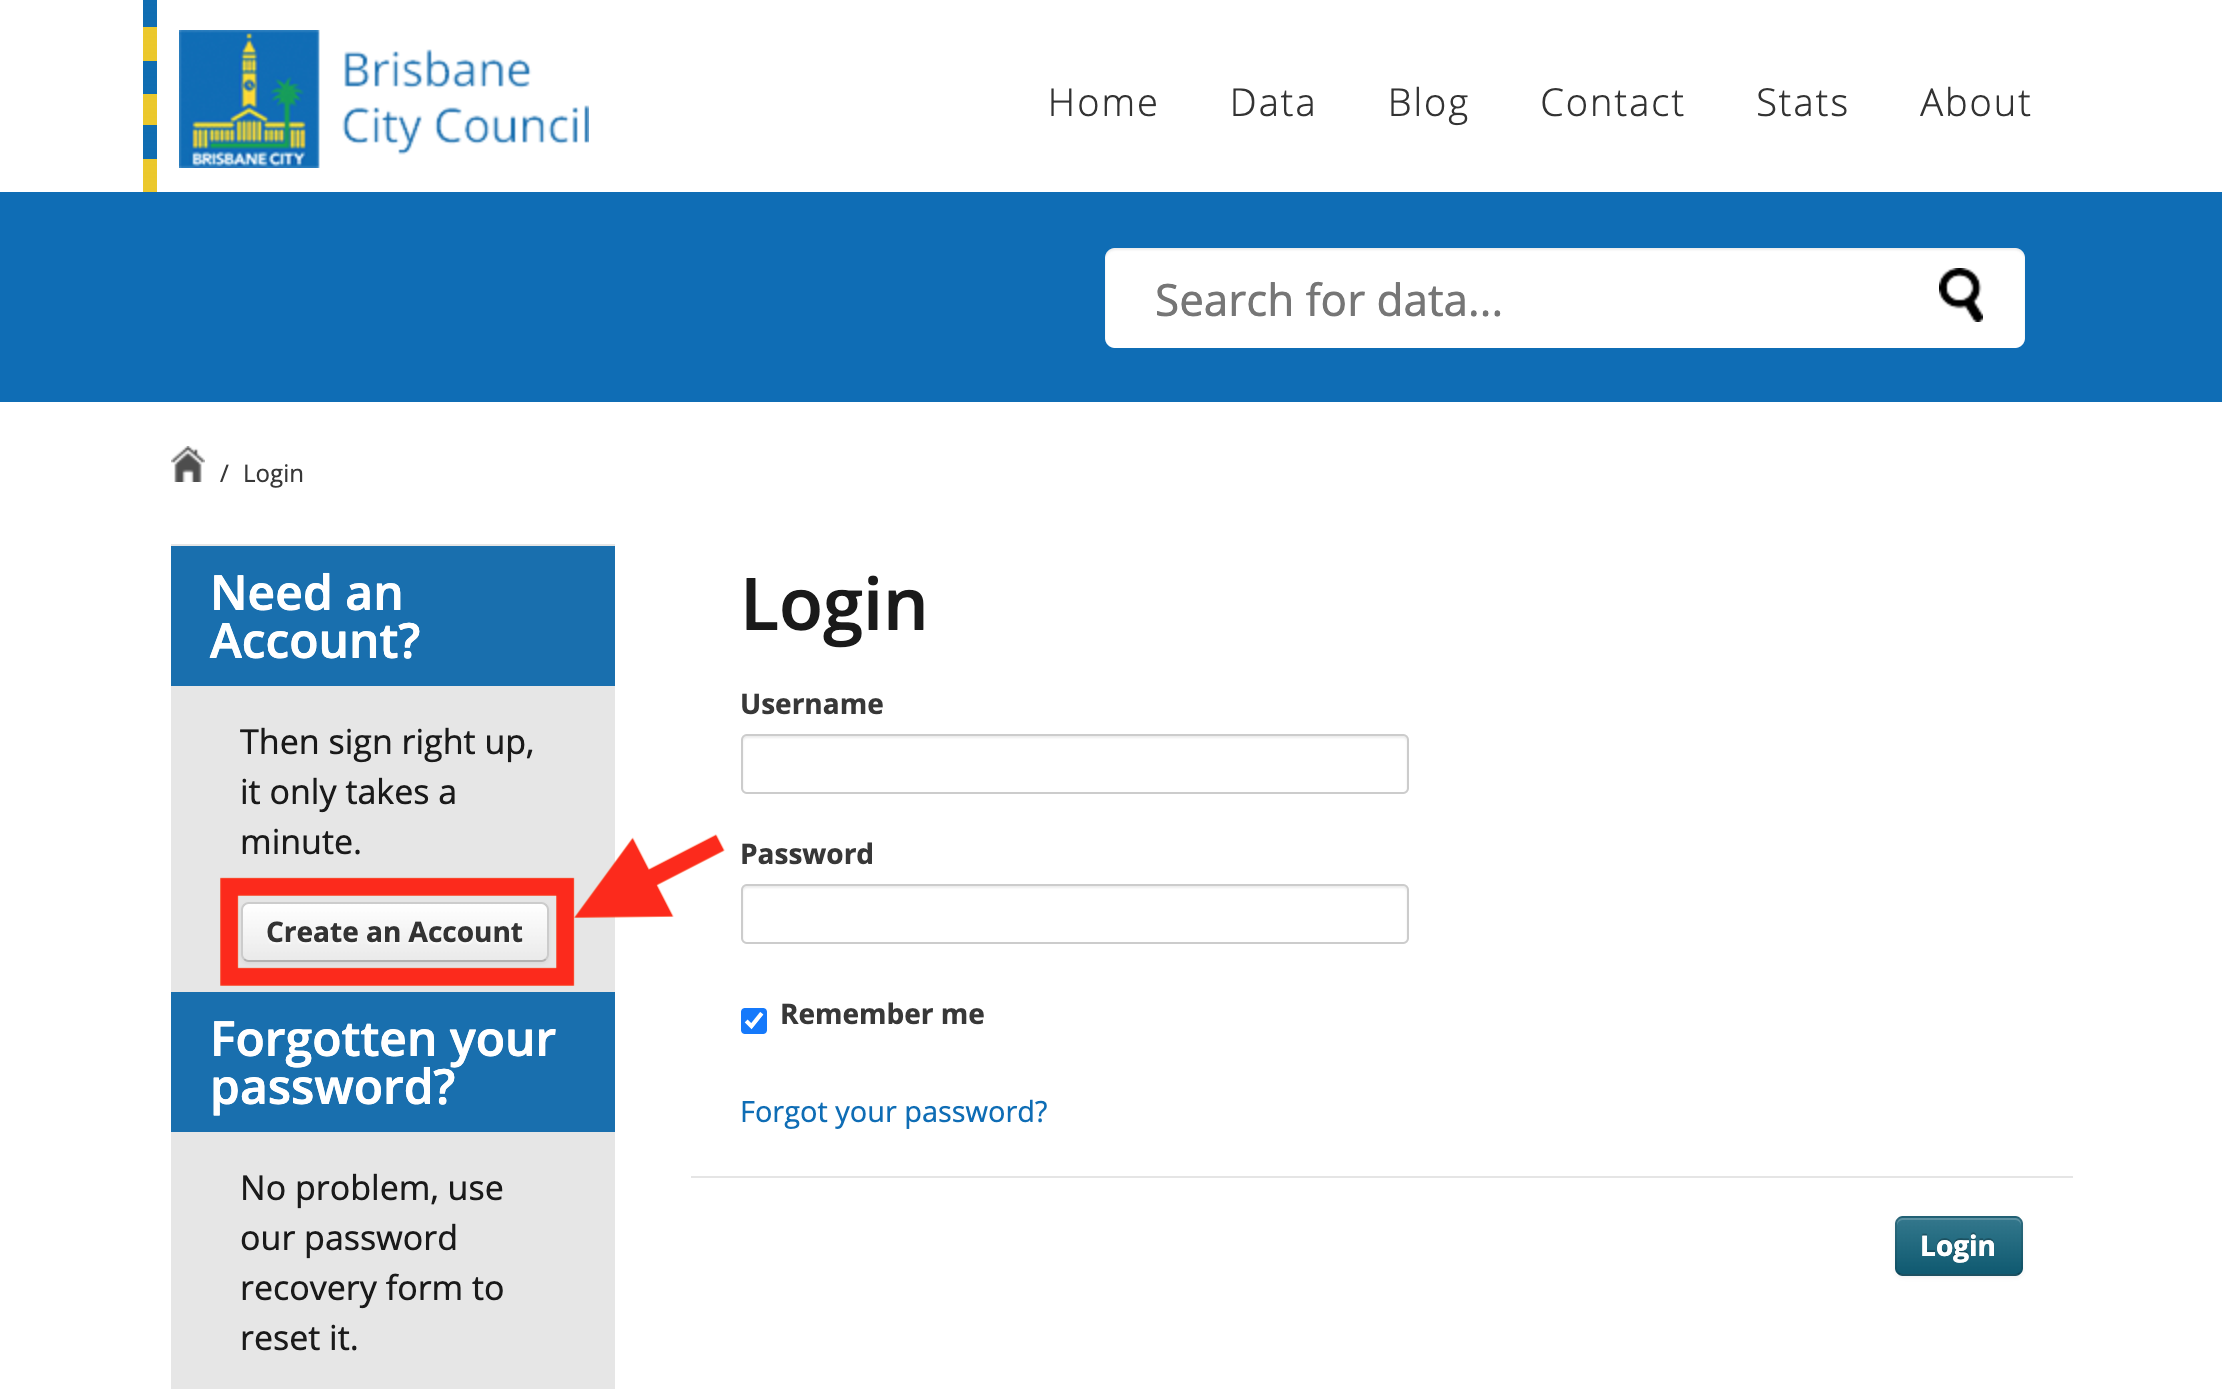 BRISBANE CITY
Brisbane
City Council
Home Data Blog Contact Stats About
Search for data...
/ Login
Need an
Account?
Then sign right up,
it only takes a
minute.
Create an Account
Forgotten your
password?
No problem, use
our password
recovery form to
reset it.
Login
Username
Password
Remember me
Forgot your password?
Login